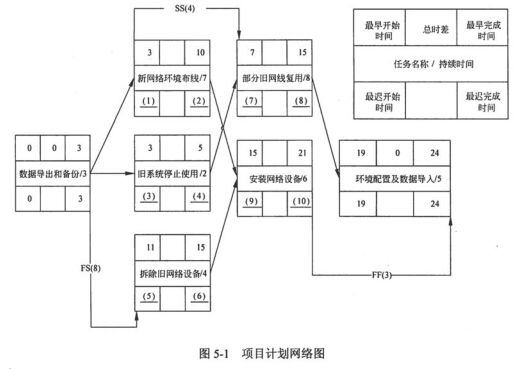 SS(4)
3 10
新网络环境布线/7
(1) (2)
7 15
部分旧网线复用/8
(7) (8)
最早开始时间 总时差 最早完成时间
任务名称 / 持续时间
最迟开始时间 最迟完成时间
0 0 3
数据导出和备份/3
0 3
3 5
旧系统停止使用/2
(3) (4)
15 21
安装网络设备/6
(9) (10)
19 0 24
环境配置及数据导入/5
19 24
11 15
拆除旧网络设备/4
(5) (6)
FS(8)
FF(3)
图 5-1 项目计划网络图